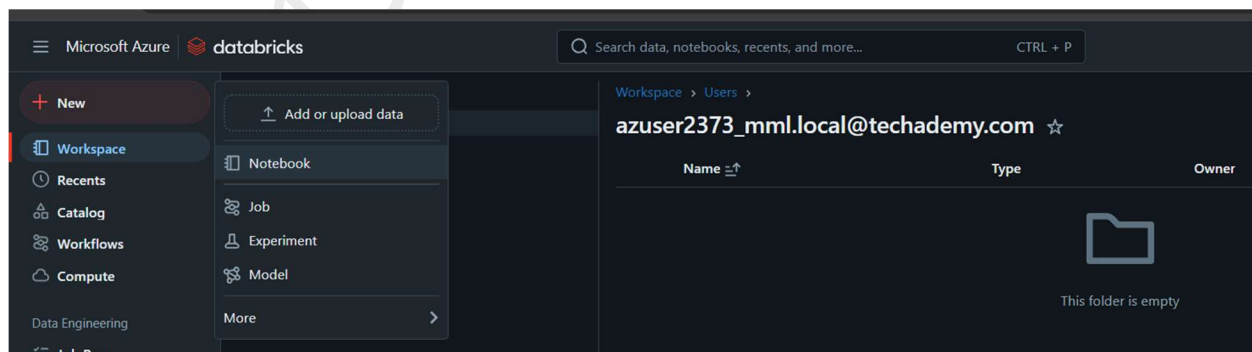 Microsoft Azure databricks
Search data, notebooks, recents, and more... CTRL + P
New
Workspace
Recents
Catalog
Workflows
Compute
Data Engineering
Add or upload data
Notebook
Job
Experiment
Model
More
Workspace > Users >
azuser2373_mml.local@techademy.com
Name Type Owner
This folder is empty